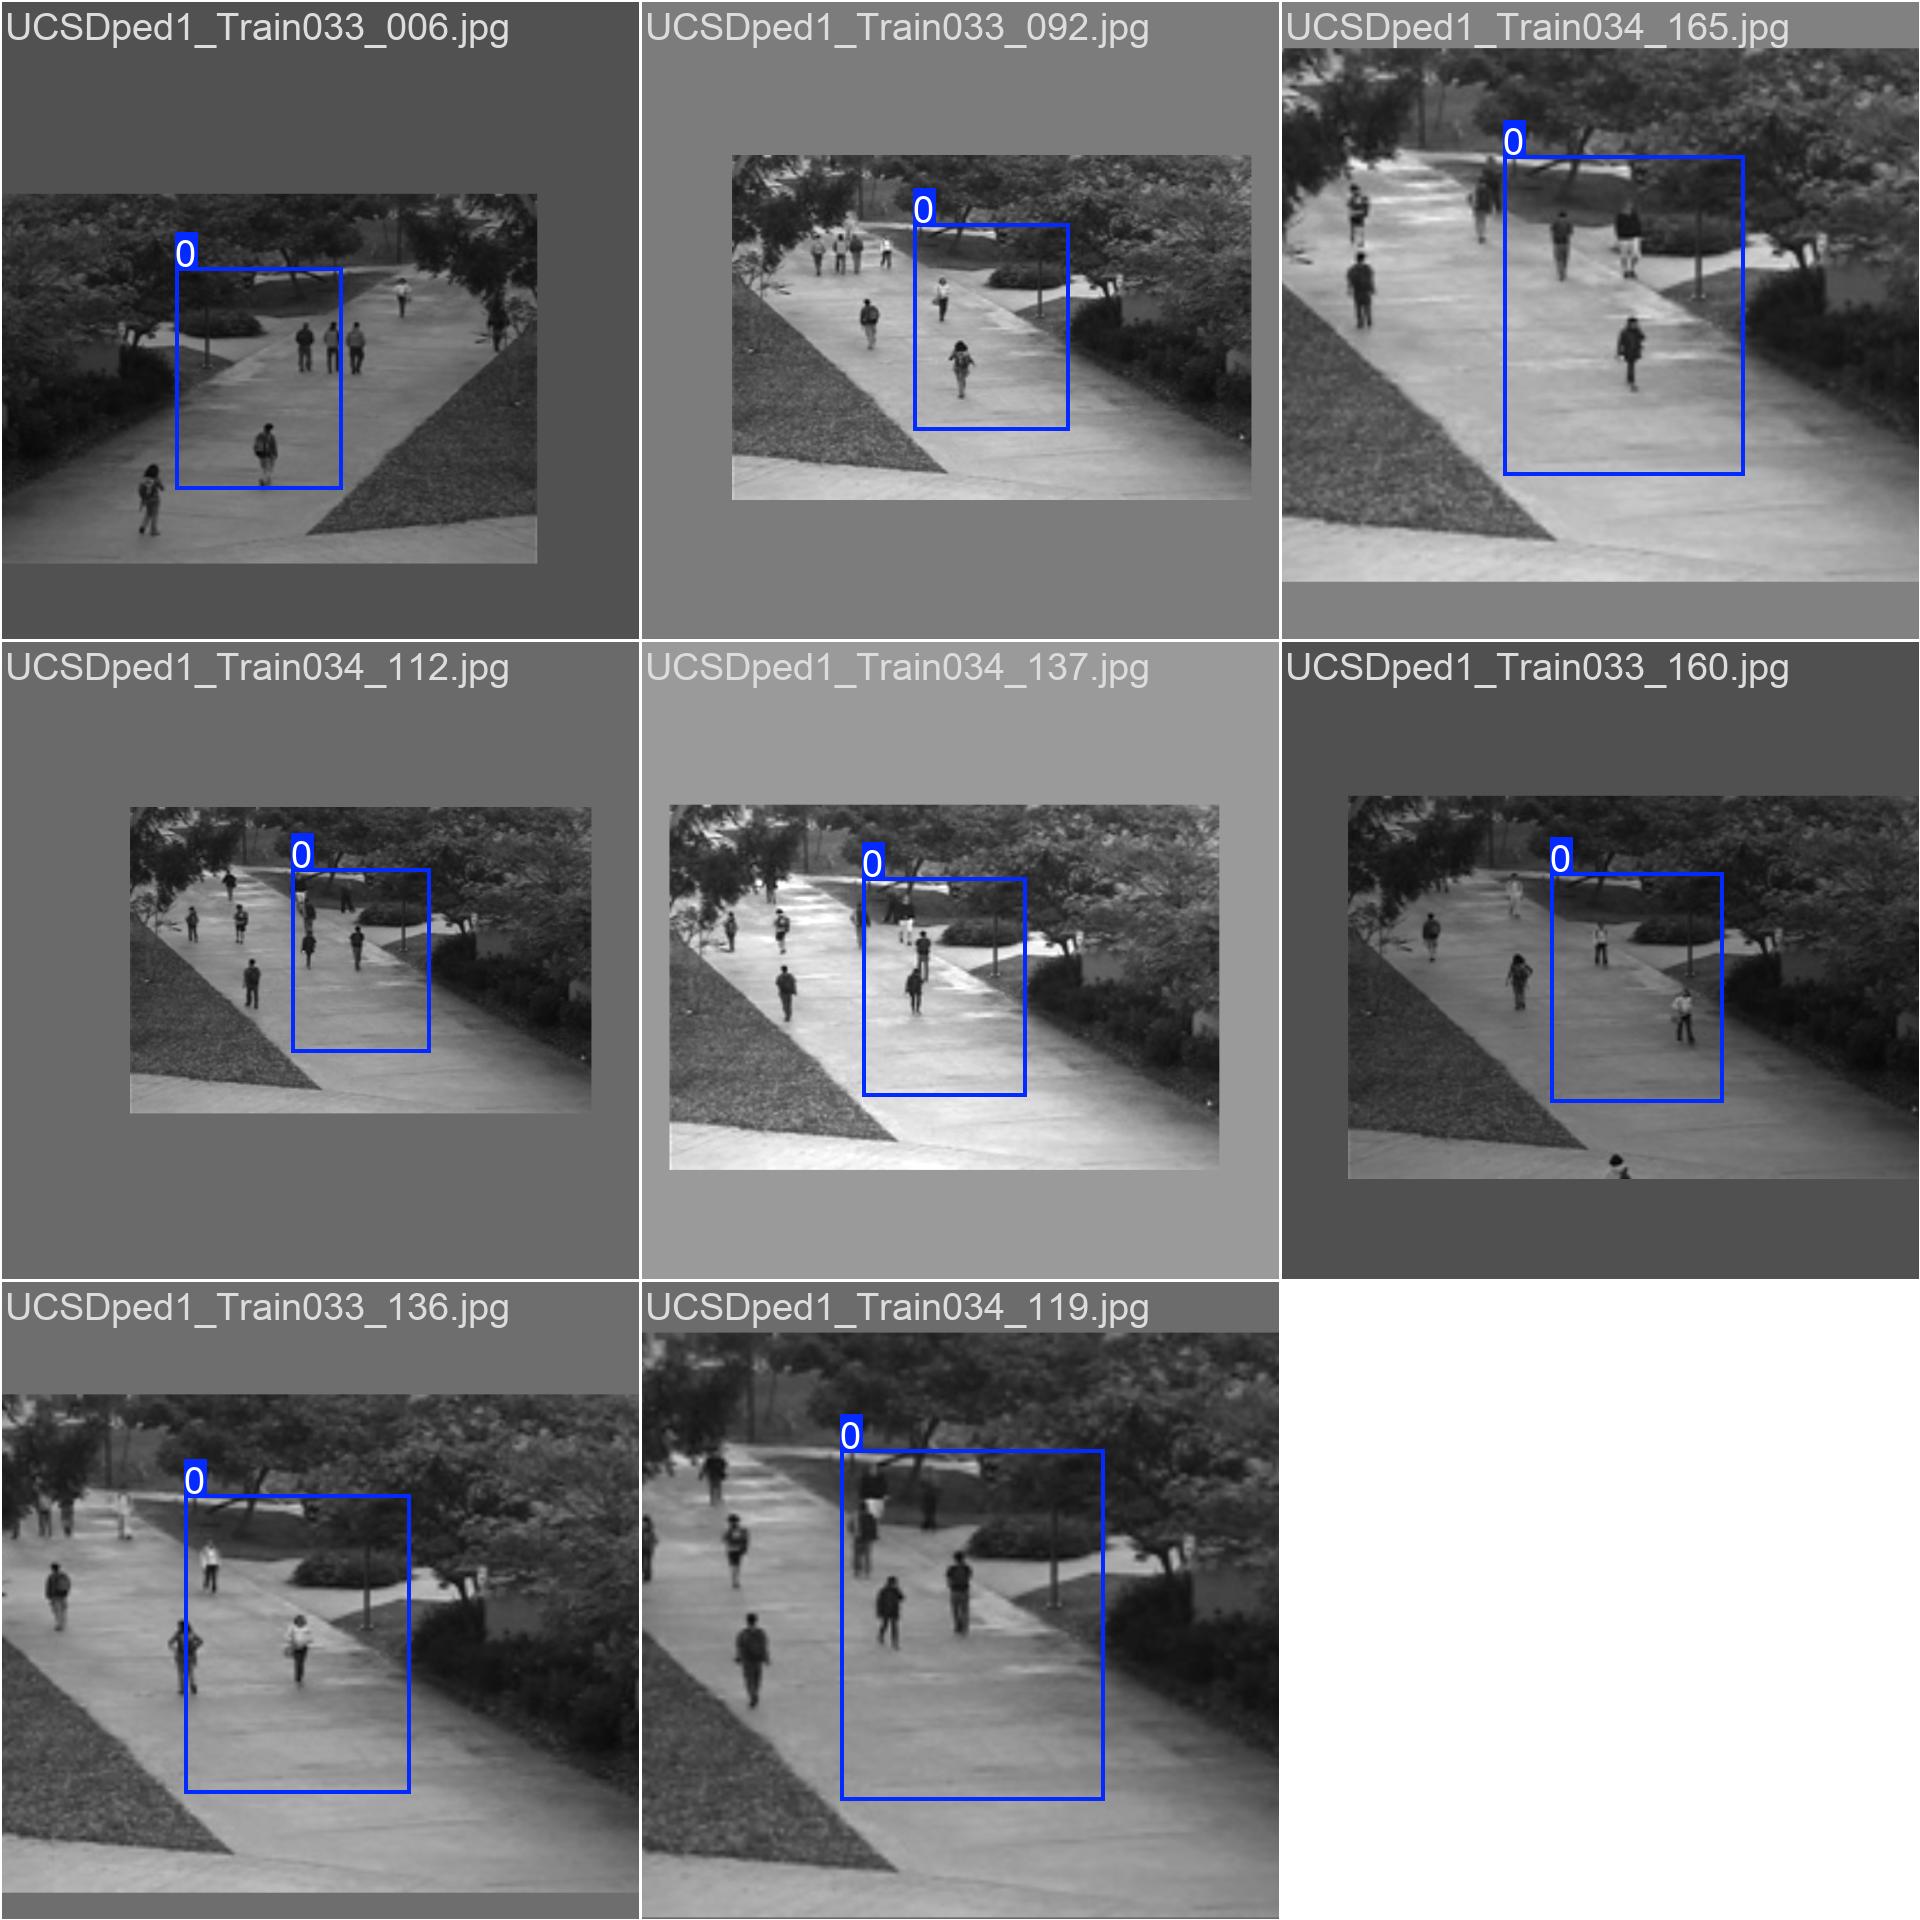 UCSDped1_Train033_006.jpg
UCSDped1_Train033_092.jpg
UCSDped1_Train034_165.jpg
0
0
0
UCSDped1_Train034_112.jpg
UCSDped1_Train034_137.jpg
UCSDped1_Train033_160.jpg
0
0
0
UCSDped1_Train033_136.jpg
UCSDped1_Train034_119.jpg
0
0